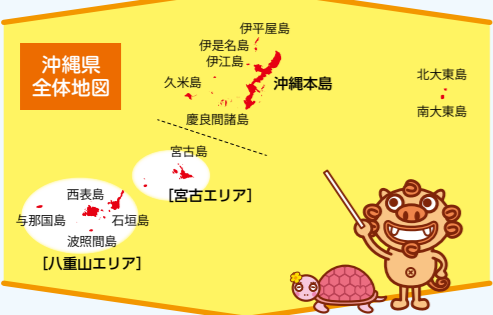 沖縄県
全体地図
伊平屋島
伊是名島
伊江島
久米島
沖縄本島
慶良間諸島
北大東島
南大東島
宮古島
［宮古エリア］
西表島
与那国島
石垣島
波照間島
［八重山エリア］